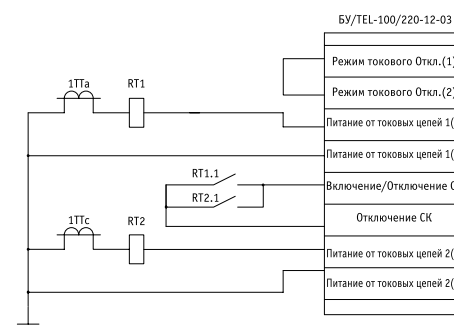 БУ/TEL-100/220-12-03
Режим токового Откл.(1)
1ТТа
RT1
Режим токового Откл.(2)
Питание от токовых цепей 1(
Питание от токовых цепей 1(
RT1.1
Включение/Отключение
RT2.1
Отключение СК
1ТТс
RT2
Питание от токовых цепей 2(
Питание от токовых цепей 2(